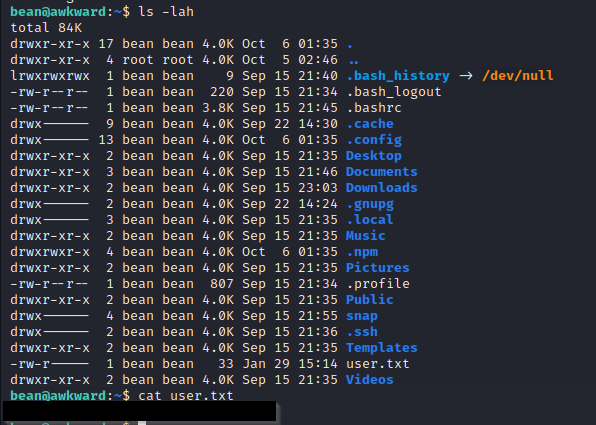 bean@awkward:~$ ls -lah
total 84K
drwxr-xr-x 17 bean bean 4.0K Oct  6 01:35 .
drwxr-xr-x  4 root root 4.0K Oct  5 02:46 ..
lrwxrwxrwx  1 bean bean    9 Sep 15 21:40 .bash_history -> /dev/null
-rw-r--r--  1 bean bean  220 Sep 15 21:34 .bash_logout
-rw-r--r--  1 bean bean 3.8K Sep 15 21:45 .bashrc
drwx------  9 bean bean 4.0K Sep 22 14:30 .cache
drwx------ 13 bean bean 4.0K Oct  6 01:35 .config
drwxr-xr-x  2 bean bean 4.0K Sep 15 21:35 Desktop
drwxr-xr-x  3 bean bean 4.0K Sep 15 21:46 Documents
drwxr-xr-x  2 bean bean 4.0K Sep 15 23:03 Downloads
drwx------  2 bean bean 4.0K Sep 22 14:24 .gnupg
drwx------  3 bean bean 4.0K Sep 15 21:35 .local
drwxr-xr-x  2 bean bean 4.0K Sep 15 21:35 Music
drwxrwxr-x  4 bean bean 4.0K Oct  6 01:35 .npm
drwxr-xr-x  2 bean bean 4.0K Sep 15 21:35 Pictures
-rw-r--r--  1 bean bean  807 Sep 15 21:34 .profile
drwxr-xr-x  2 bean bean 4.0K Sep 15 21:35 Public
drwx------  4 bean bean 4.0K Sep 15 21:55 snap
drwx------  2 bean bean 4.0K Sep 15 21:36 .ssh
drwxr-xr-x  2 bean bean 4.0K Sep 15 21:35 Templates
-rw-r-----  1 bean bean   33 Jan 29 15:14 user.txt
drwxr-xr-x  2 bean bean 4.0K Sep 15 21:35 Videos
bean@awkward:~$ cat user.txt